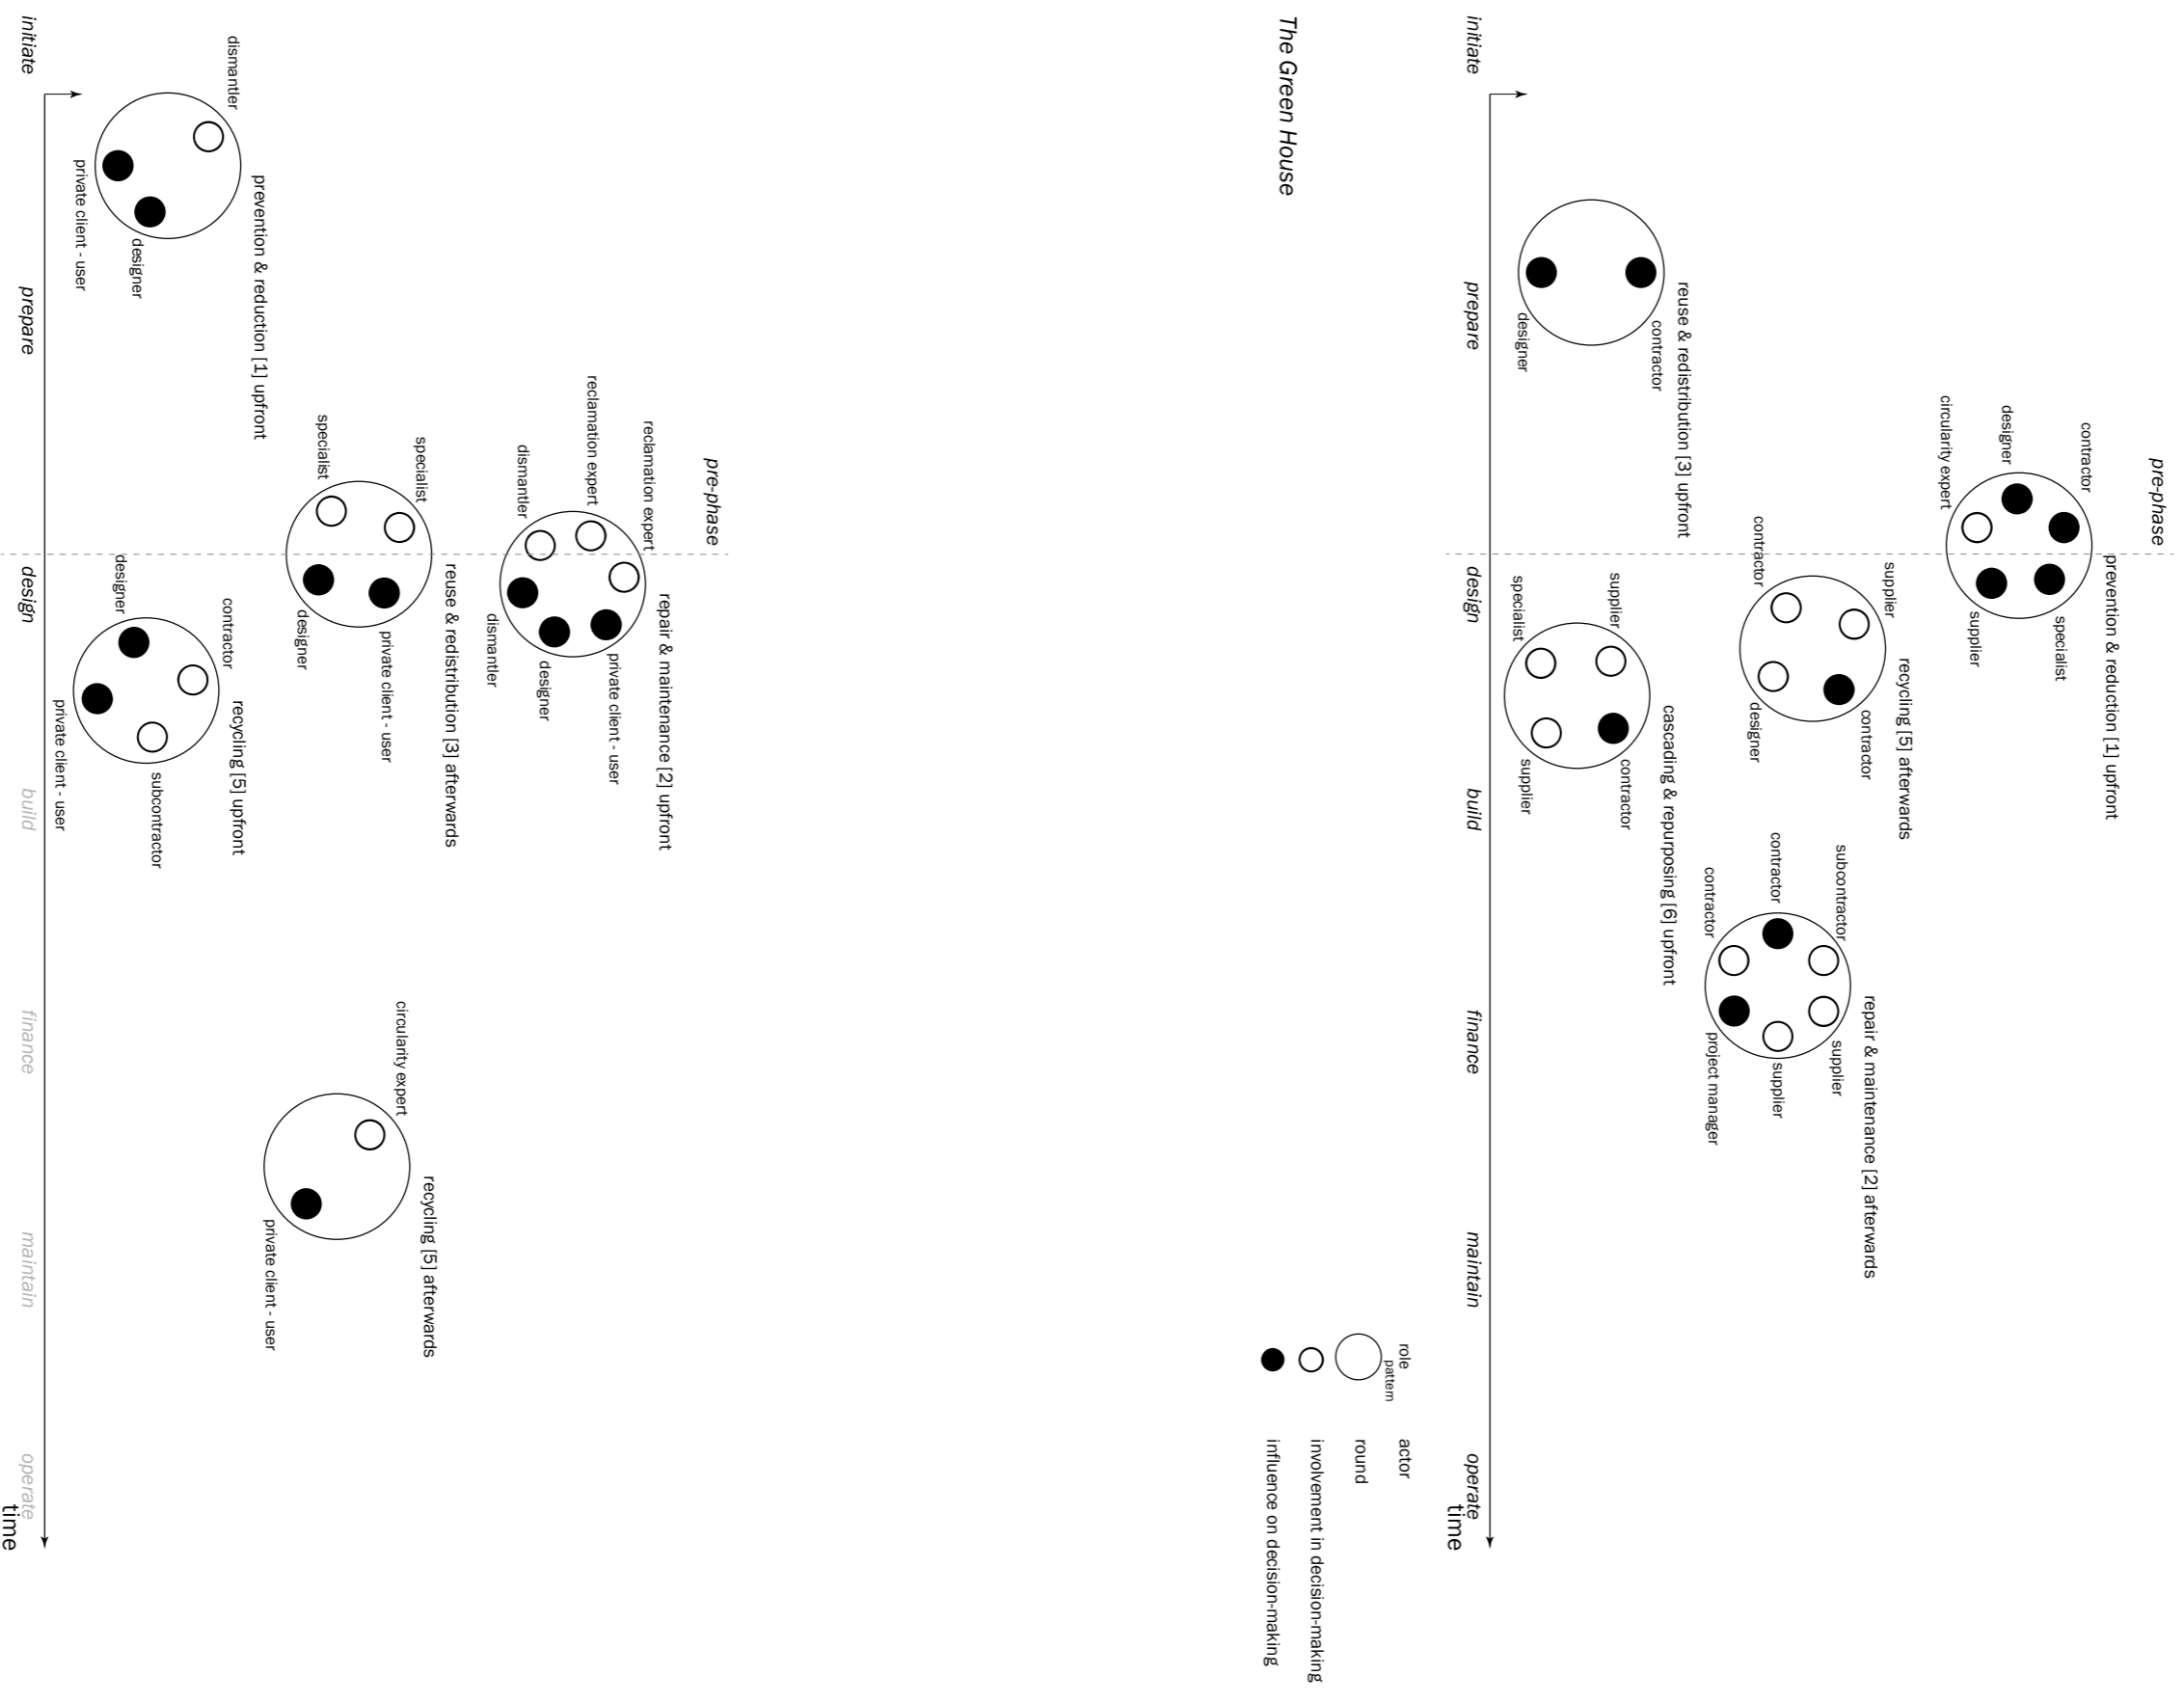 pre-phase
contractor
designer
circularity expert
prevention & reduction [1] upfront
specialist
supplier
supplier
contractor
recycling [5] afterwards
contractor
designer
subcontractor
contractor
contractor
repair & maintenance [2] afterwards
supplier
supplier
project manager
reuse & redistribution [3] upfront
contractor
designer
supplier
specialist
cascading & repurposing [6] upfront
contractor
supplier
initiate
prepare
design
build
finance
maintain
operate
time
role
pattern
actor
round
involvement in decision-making
influence on decision-making
The Green House
pre-phase
reclamation expert
reclamation expert
dismantler
repair & maintenance [2] upfront
private client - user
designer
dismantler
specialist
specialist
reuse & redistribution [3] afterwards
private client - user
designer
circularity expert
recycling [5] afterwards
private client - user
dismantler
prevention & reduction [1] upfront
designer
private client - user
contractor
designer
recycling [5] upfront
subcontractor
private client - user
initiate
prepare
design
build
finance
maintain
operate
time